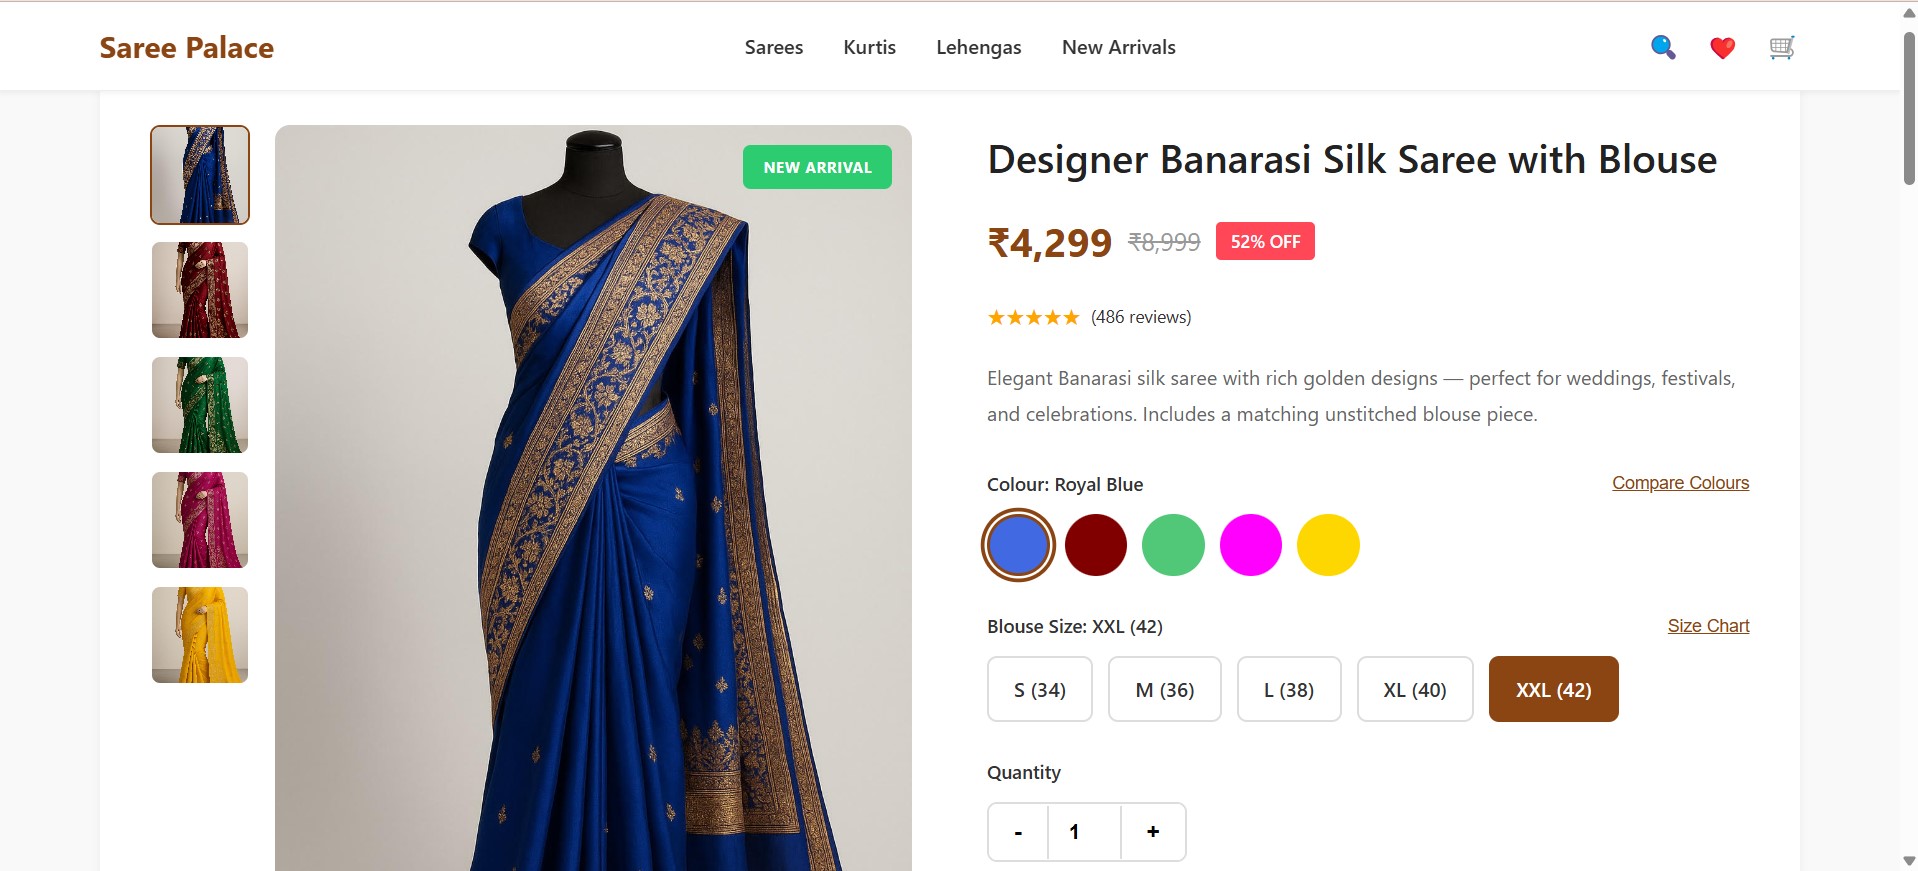 Saree Palace
Sarees
Kurtis
Lehengas
New Arrivals
NEW ARRIVAL
Designer Banarasi Silk Saree with Blouse
₹4,299 ₹8,999 52% OFF
★★★★★ (486 reviews)
Elegant Banarasi silk saree with rich golden designs — perfect for weddings, festivals,
and celebrations. Includes a matching unstitched blouse piece.
Colour: Royal Blue
Compare Colours
Blouse Size: XXL (42)
Size Chart
S (34)
M (36)
L (38)
XL (40)
XXL (42)
Quantity
- 1 +